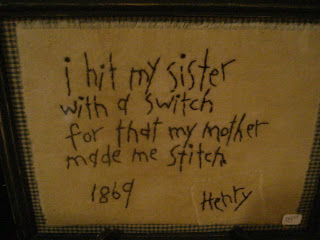 i hit my sister
with a switch
for that my mother
made me stitch
1869 Henry